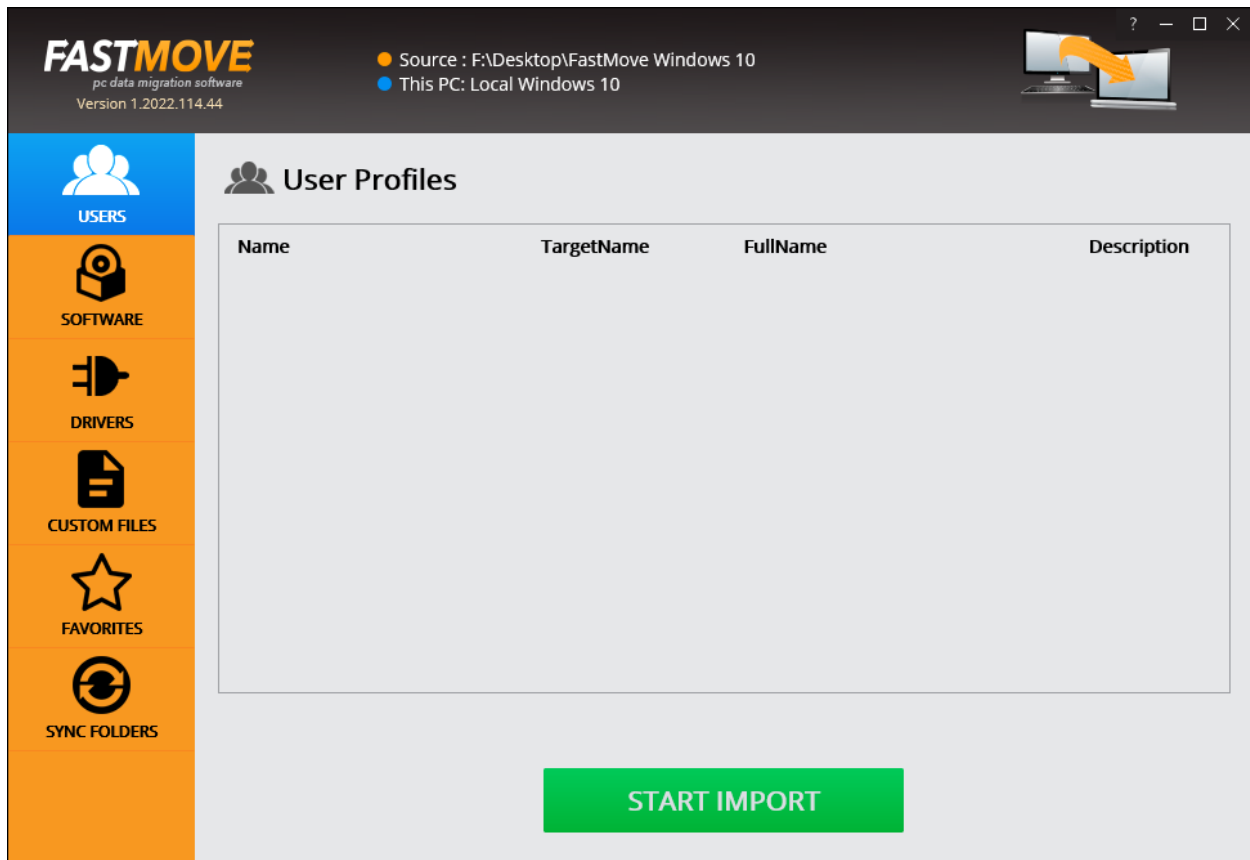 FASTMOVE
pc data migration software
Version 1.2022.114.44
Source : F:\Desktop\FastMove Windows 10
This PC: Local Windows 10
?
USERS
SOFTWARE
DRIVERS
CUSTOM FILES
FAVORITES
SYNC FOLDERS
User Profiles
Name TargetName FullName Description
START IMPORT